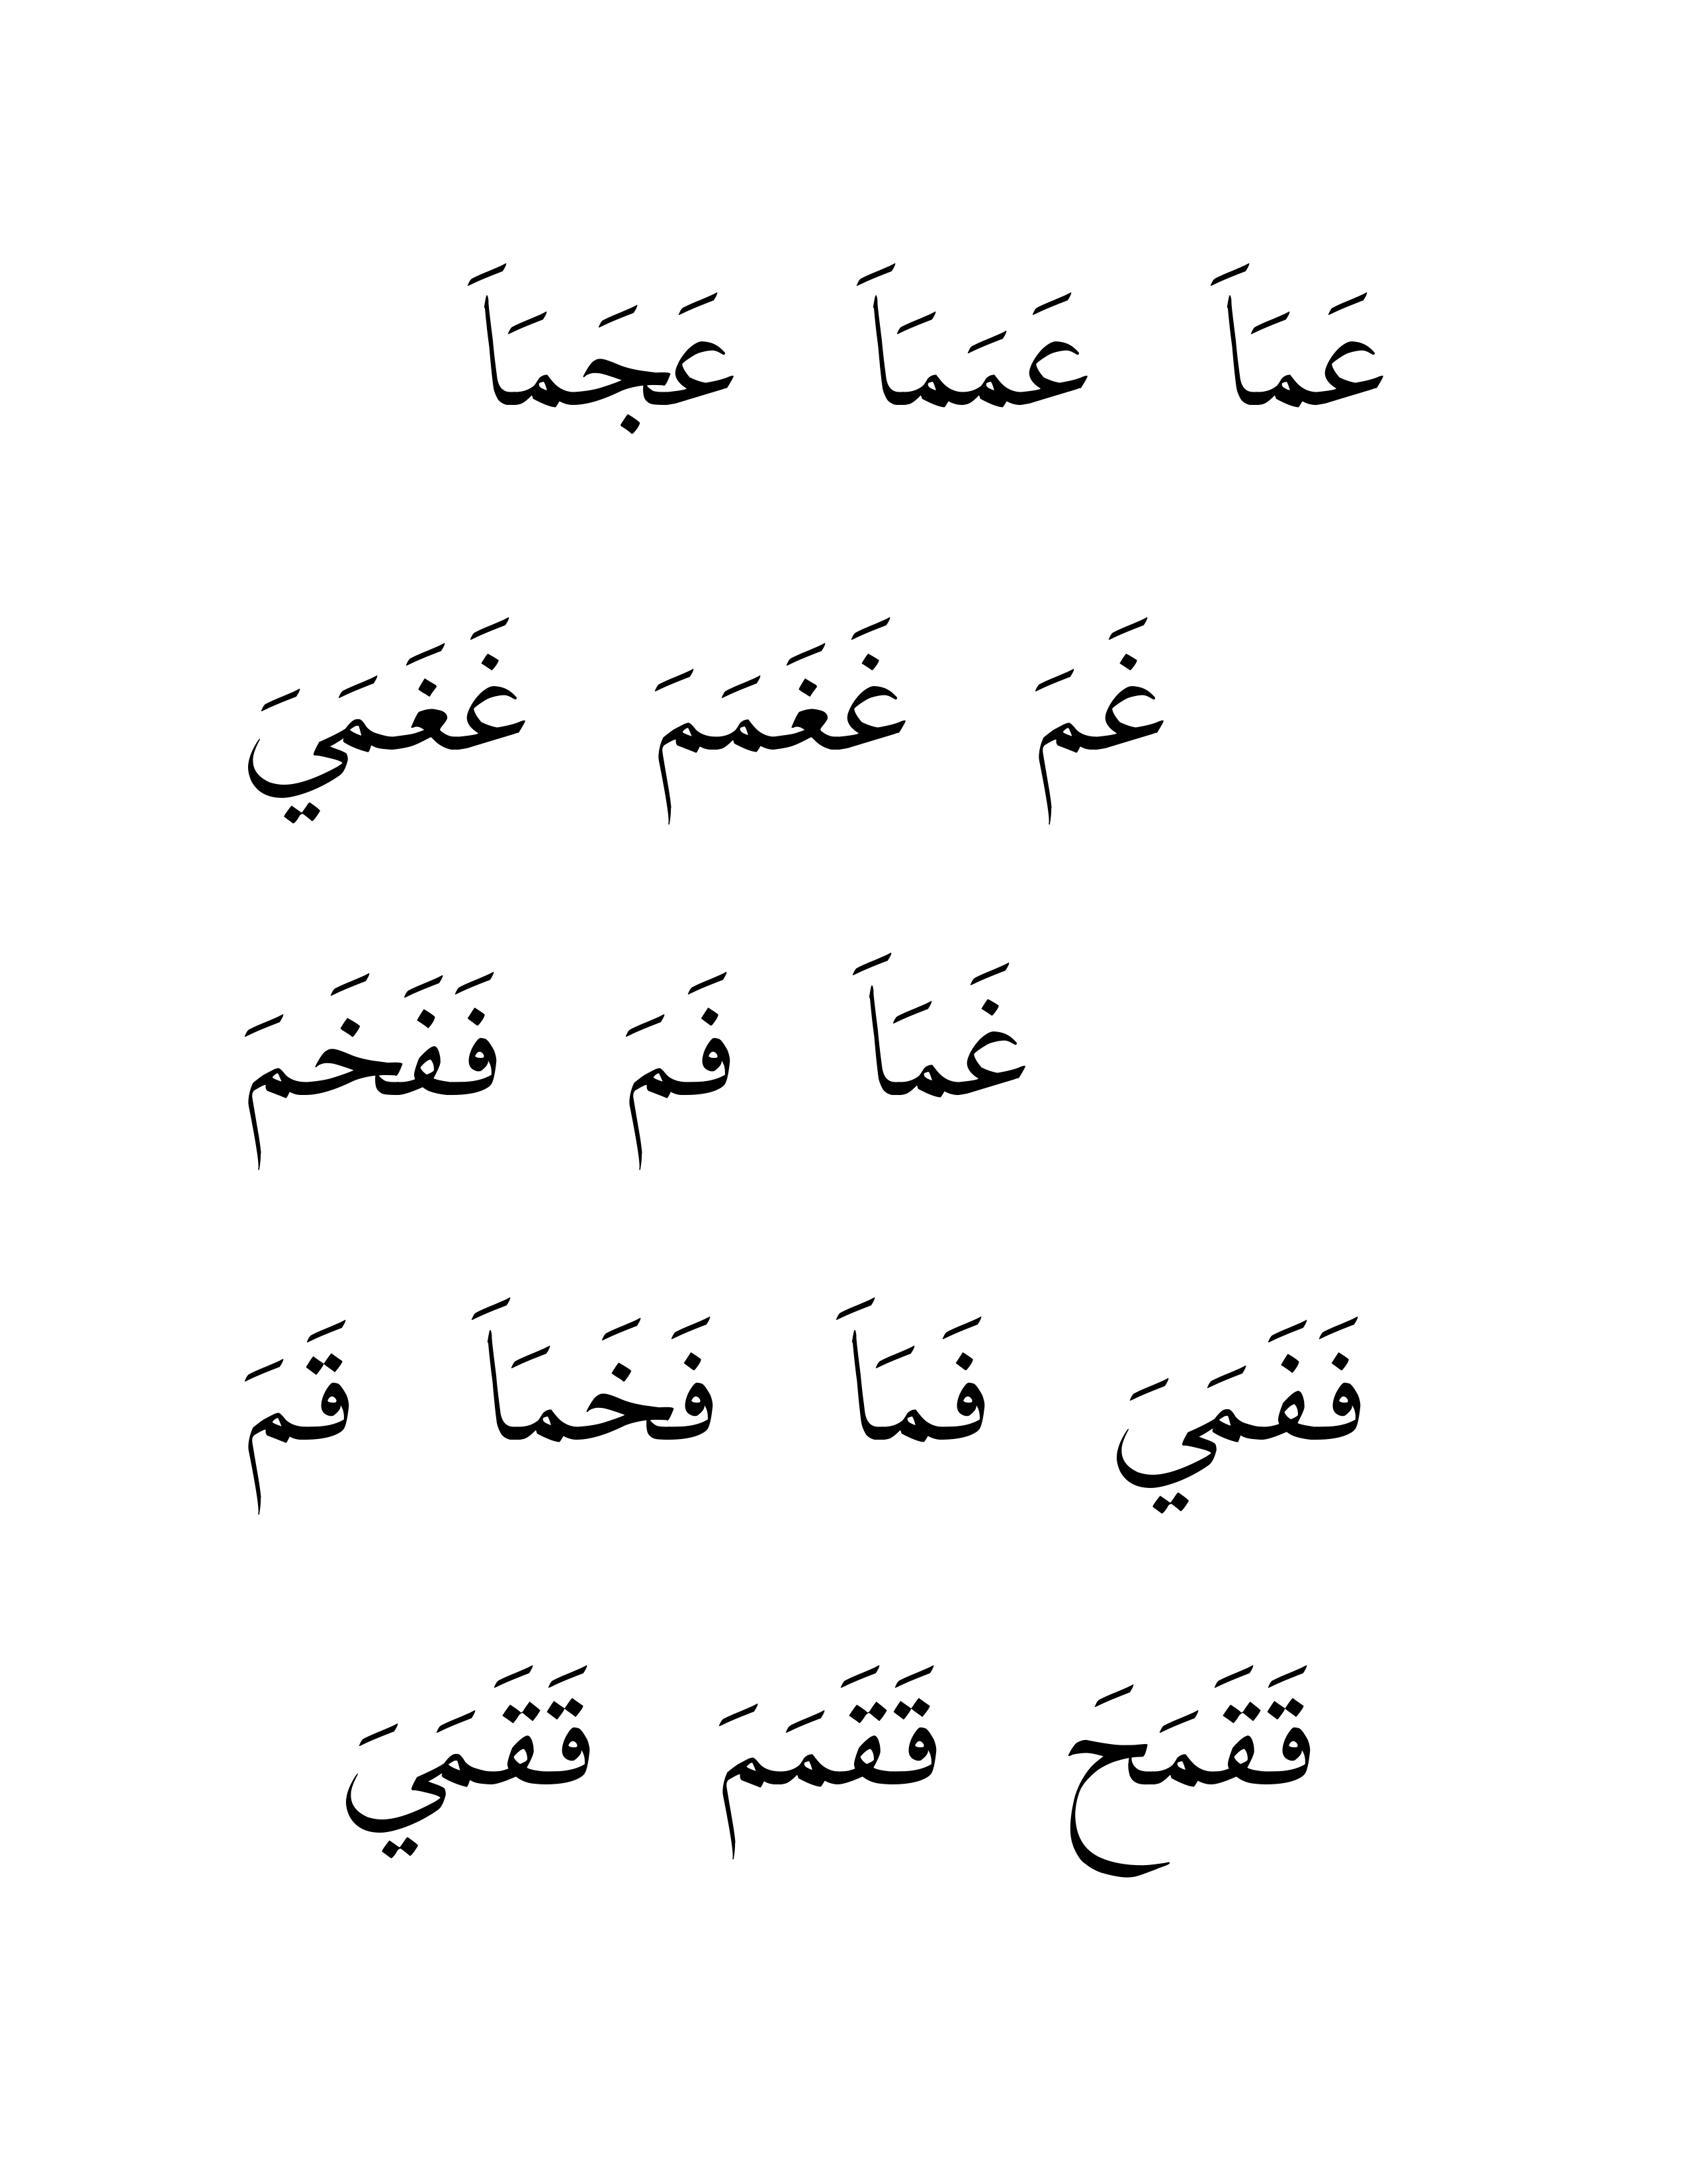 عَمَاَ عَمَمَاَ عَجَمَاَ
غَمَ غَغَمَمَ غَغَمَيَ
غَمَاَ فَمَ فَفَخَمَ
فَفَمَيَ فَمَاَ فَخَمَاَ قَمَ
قَقَمَحَ قَقَمَمَ قَقَمَيَ